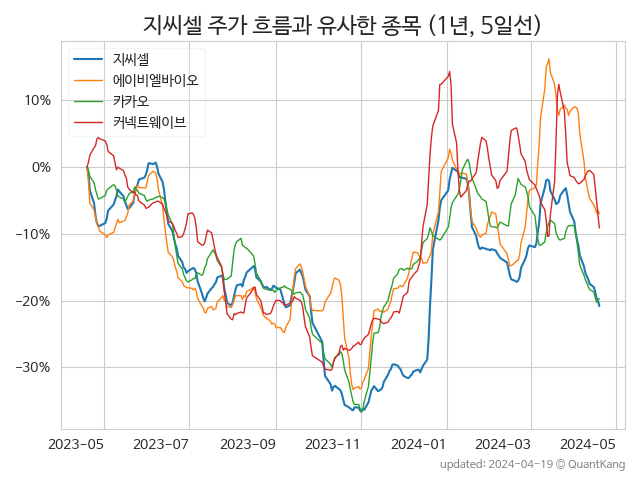 지씨셀 주가 흐름과 유사한 종목 (1년, 5일선)
지씨셀
에이비엘바이오
카카오
커넥트웨이브
10%
0%
−10%
−20%
−30%
2023-05 2023-07 2023-09 2023-11 2024-01 2024-03 2024-05
updated: 2024-04-19 © QuantKang